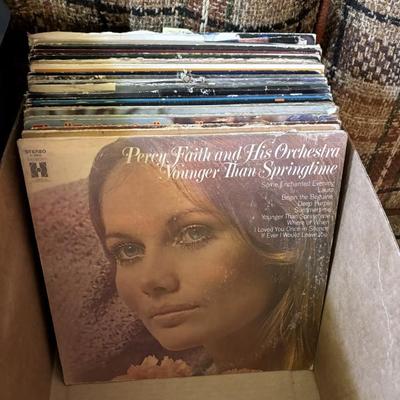 STEREO
H
Percy Faith and His Orchestra
Younger Than Springtime
Some Enchanted Evening
Laura
Begin the Beguine
Deep Purple
Summertime
Younger Than Springtime
Where or When
I Loved You Once in Silence
If Ever I Would Leave You